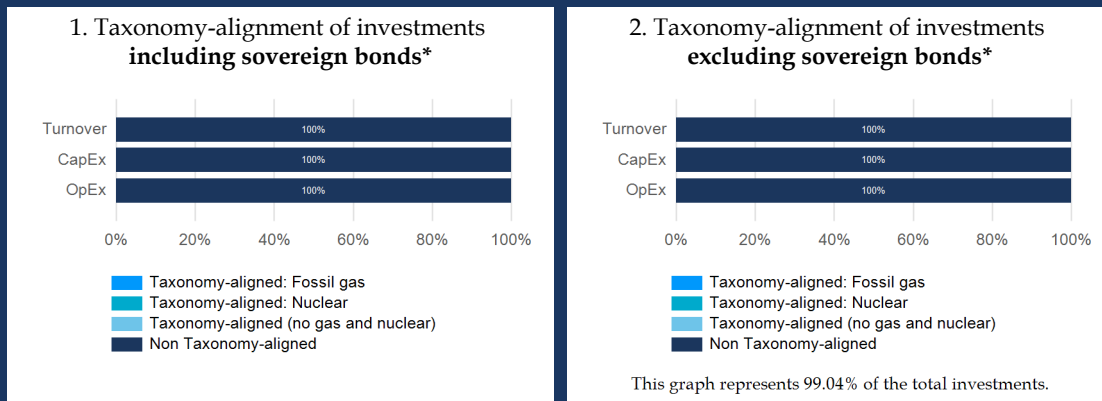 1. Taxonomy-alignment of investments
including sovereign bonds*
Turnover 100%
CapEx 100%
OpEx 100%
0% 20% 40% 60% 80% 100%
Taxonomy-aligned: Fossil gas
Taxonomy-aligned: Nuclear
Taxonomy-aligned (no gas and nuclear)
Non Taxonomy-aligned
2. Taxonomy-alignment of investments
excluding sovereign bonds*
Turnover 100%
CapEx 100%
OpEx 100%
0% 20% 40% 60% 80% 100%
Taxonomy-aligned: Fossil gas
Taxonomy-aligned: Nuclear
Taxonomy-aligned (no gas and nuclear)
Non Taxonomy-aligned
This graph represents 99.04% of the total investments.